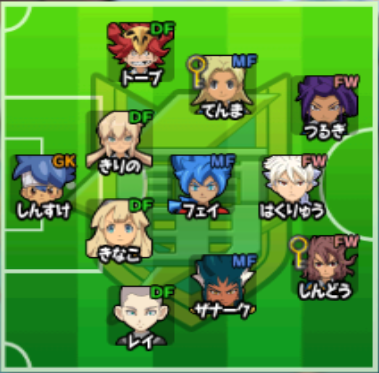 DF
トーブ
MF
てんま
FW
つるぎ
DF
きりの
GK
しんすけ
MF
フェイ
FW
はくりゅう
DF
きなこ
MF
ザナーク
FW
しんどう
DF
レイ